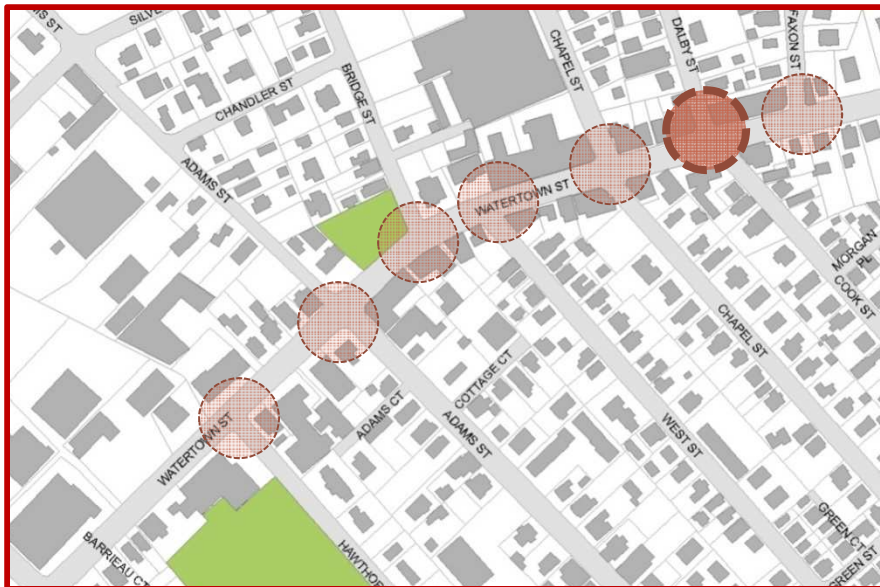 IS ST
SILVE
CHANDLER ST
BRIDGE ST
CHAPEL ST
DALBY ST
FAXON ST
ADAMS ST
WATERTOWN ST
MORGAN
PL
COOK ST
CHAPEL ST
COTTAGE CT
ADAMS CT
ADAMS ST
WEST ST
WATERTOWN ST
BARRIEAU CT
HAWTHOR
GREEN CT
GREEN ST